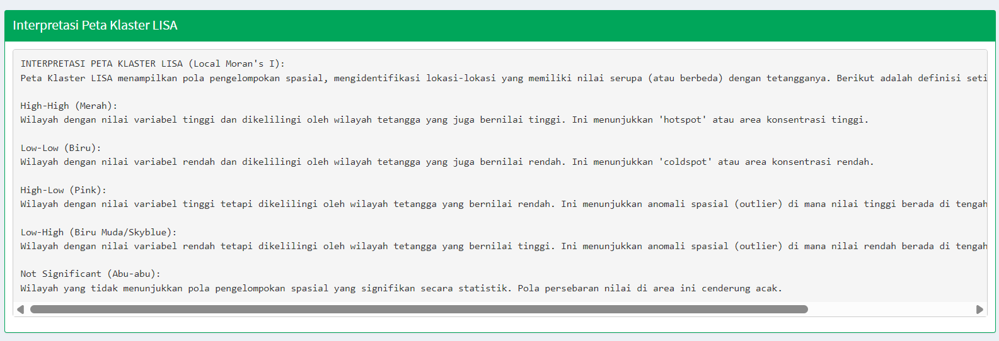 Interpretasi Peta Klaster LISA
INTERPRETASI PETA KLASTER LISA (Local Moran's I):
Peta Klaster LISA menampilkan pola pengelompokan spasial, mengidentifikasi lokasi-lokasi yang memiliki nilai serupa (atau berbeda) dengan tetangganya. Berikut adalah definisi seti
High-High (Merah):
Wilayah dengan nilai variabel tinggi dan dikelilingi oleh wilayah tetangga yang juga bernilai tinggi. Ini menunjukkan 'hotspot' atau area konsentrasi tinggi.
Low-Low (Biru):
Wilayah dengan nilai variabel rendah dan dikelilingi oleh wilayah tetangga yang juga bernilai rendah. Ini menunjukkan 'coldspot' atau area konsentrasi rendah.
High-Low (Pink):
Wilayah dengan nilai variabel tinggi tetapi dikelilingi oleh wilayah tetangga yang bernilai rendah. Ini menunjukkan anomali spasial (outlier) di mana nilai tinggi berada di tengah
Low-High (Biru Muda/Skyblue):
Wilayah dengan nilai variabel rendah tetapi dikelilingi oleh wilayah tetangga yang bernilai tinggi. Ini menunjukkan anomali spasial (outlier) di mana nilai rendah berada di tengah
Not Significant (Abu-abu):
Wilayah yang tidak menunjukkan pola pengelompokan spasial yang signifikan secara statistik. Pola persebaran nilai di area ini cenderung acak.